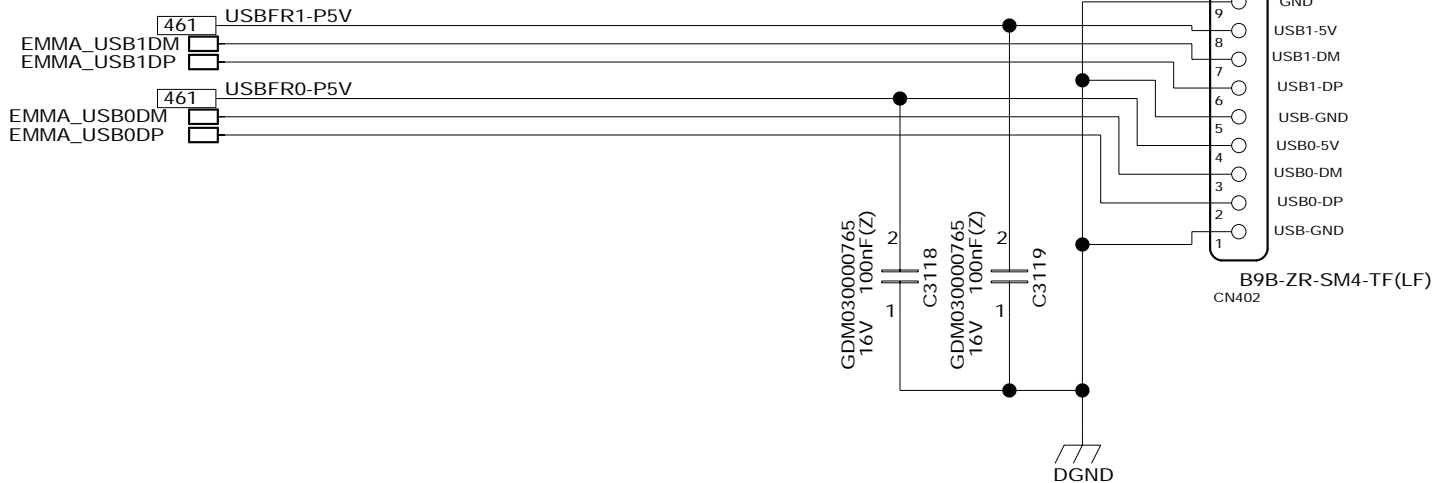 GND
9
461 USBFR1-P5V
USB1-5V
EMMA_USB1DM
8
USB1-DM
EMMA_USB1DP
7
USB1-DP
461 USBFR0-P5V
6
EMMA_USB0DM
USB-GND
5
EMMA_USB0DP
USB0-5V
4
USB0-DM
3
USB0-DP
2
USB-GND
1
GDM030000765
16V 100nF(Z)
2
1
C3118
GDM030000765
16V 100nF(Z)
2
1
C3119
B9B-ZR-SM4-TF(LF)
CN402
DGND